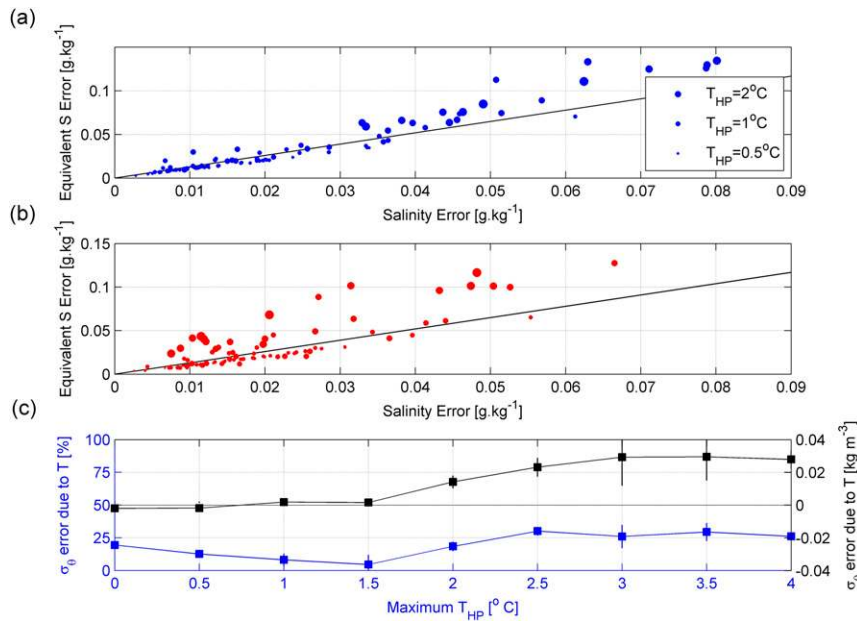 (a)
Equivalent S Error [g.kg⁻¹]
0.1
0.05
0
T_HP=2°C
T_HP=1°C
T_HP=0.5°C
0 0.01 0.02 0.03 0.04 0.05 0.06 0.07 0.08 0.09
Salinity Error [g.kg⁻¹]
(b)
Equivalent S Error [g.kg⁻¹]
0.15
0.1
0.05
0
0 0.01 0.02 0.03 0.04 0.05 0.06 0.07 0.08 0.09
Salinity Error [g.kg⁻¹]
(c)
σ_θ error due to T [%]
100
75
50
25
0
0.04
0.02
0
-0.02
-0.04
σ_θ error due to T [kg m⁻³]
0 0.5 1 1.5 2 2.5 3 3.5 4
Maximum T_HP [° C]